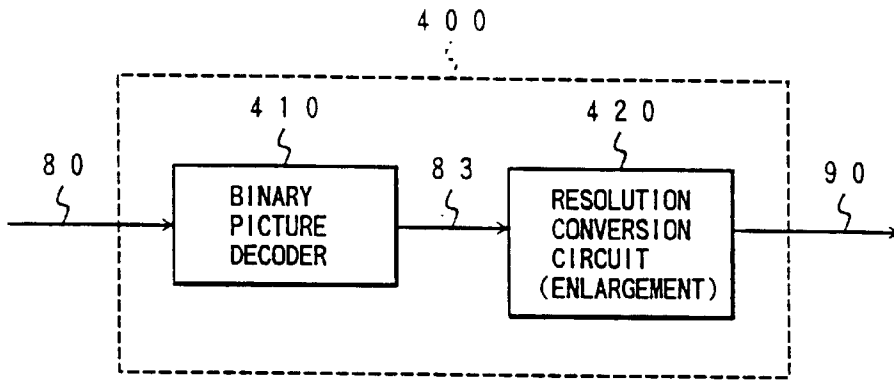 400
410
420
80
83
90
BINARY
PICTURE
DECODER
RESOLUTION
CONVERSION
CIRCUIT
(ENLARGEMENT)